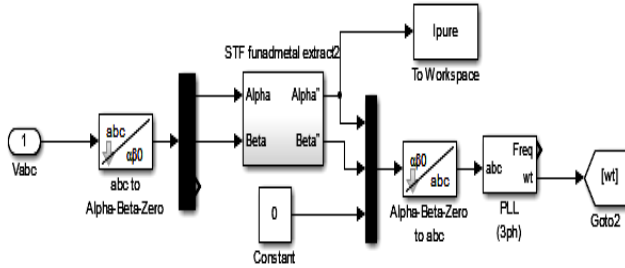 Ipure
To Workspace
STF funadmetal extract2
Alpha Alpha"
Beta Beta"
1
Vabc
abc
αβ0
abc to
Alpha-Beta-Zero
0
Constant
αβ0
abc
Alpha-Beta-Zero
to abc
abc
Freq
wt
PLL
(3ph)
[wt]
Goto2